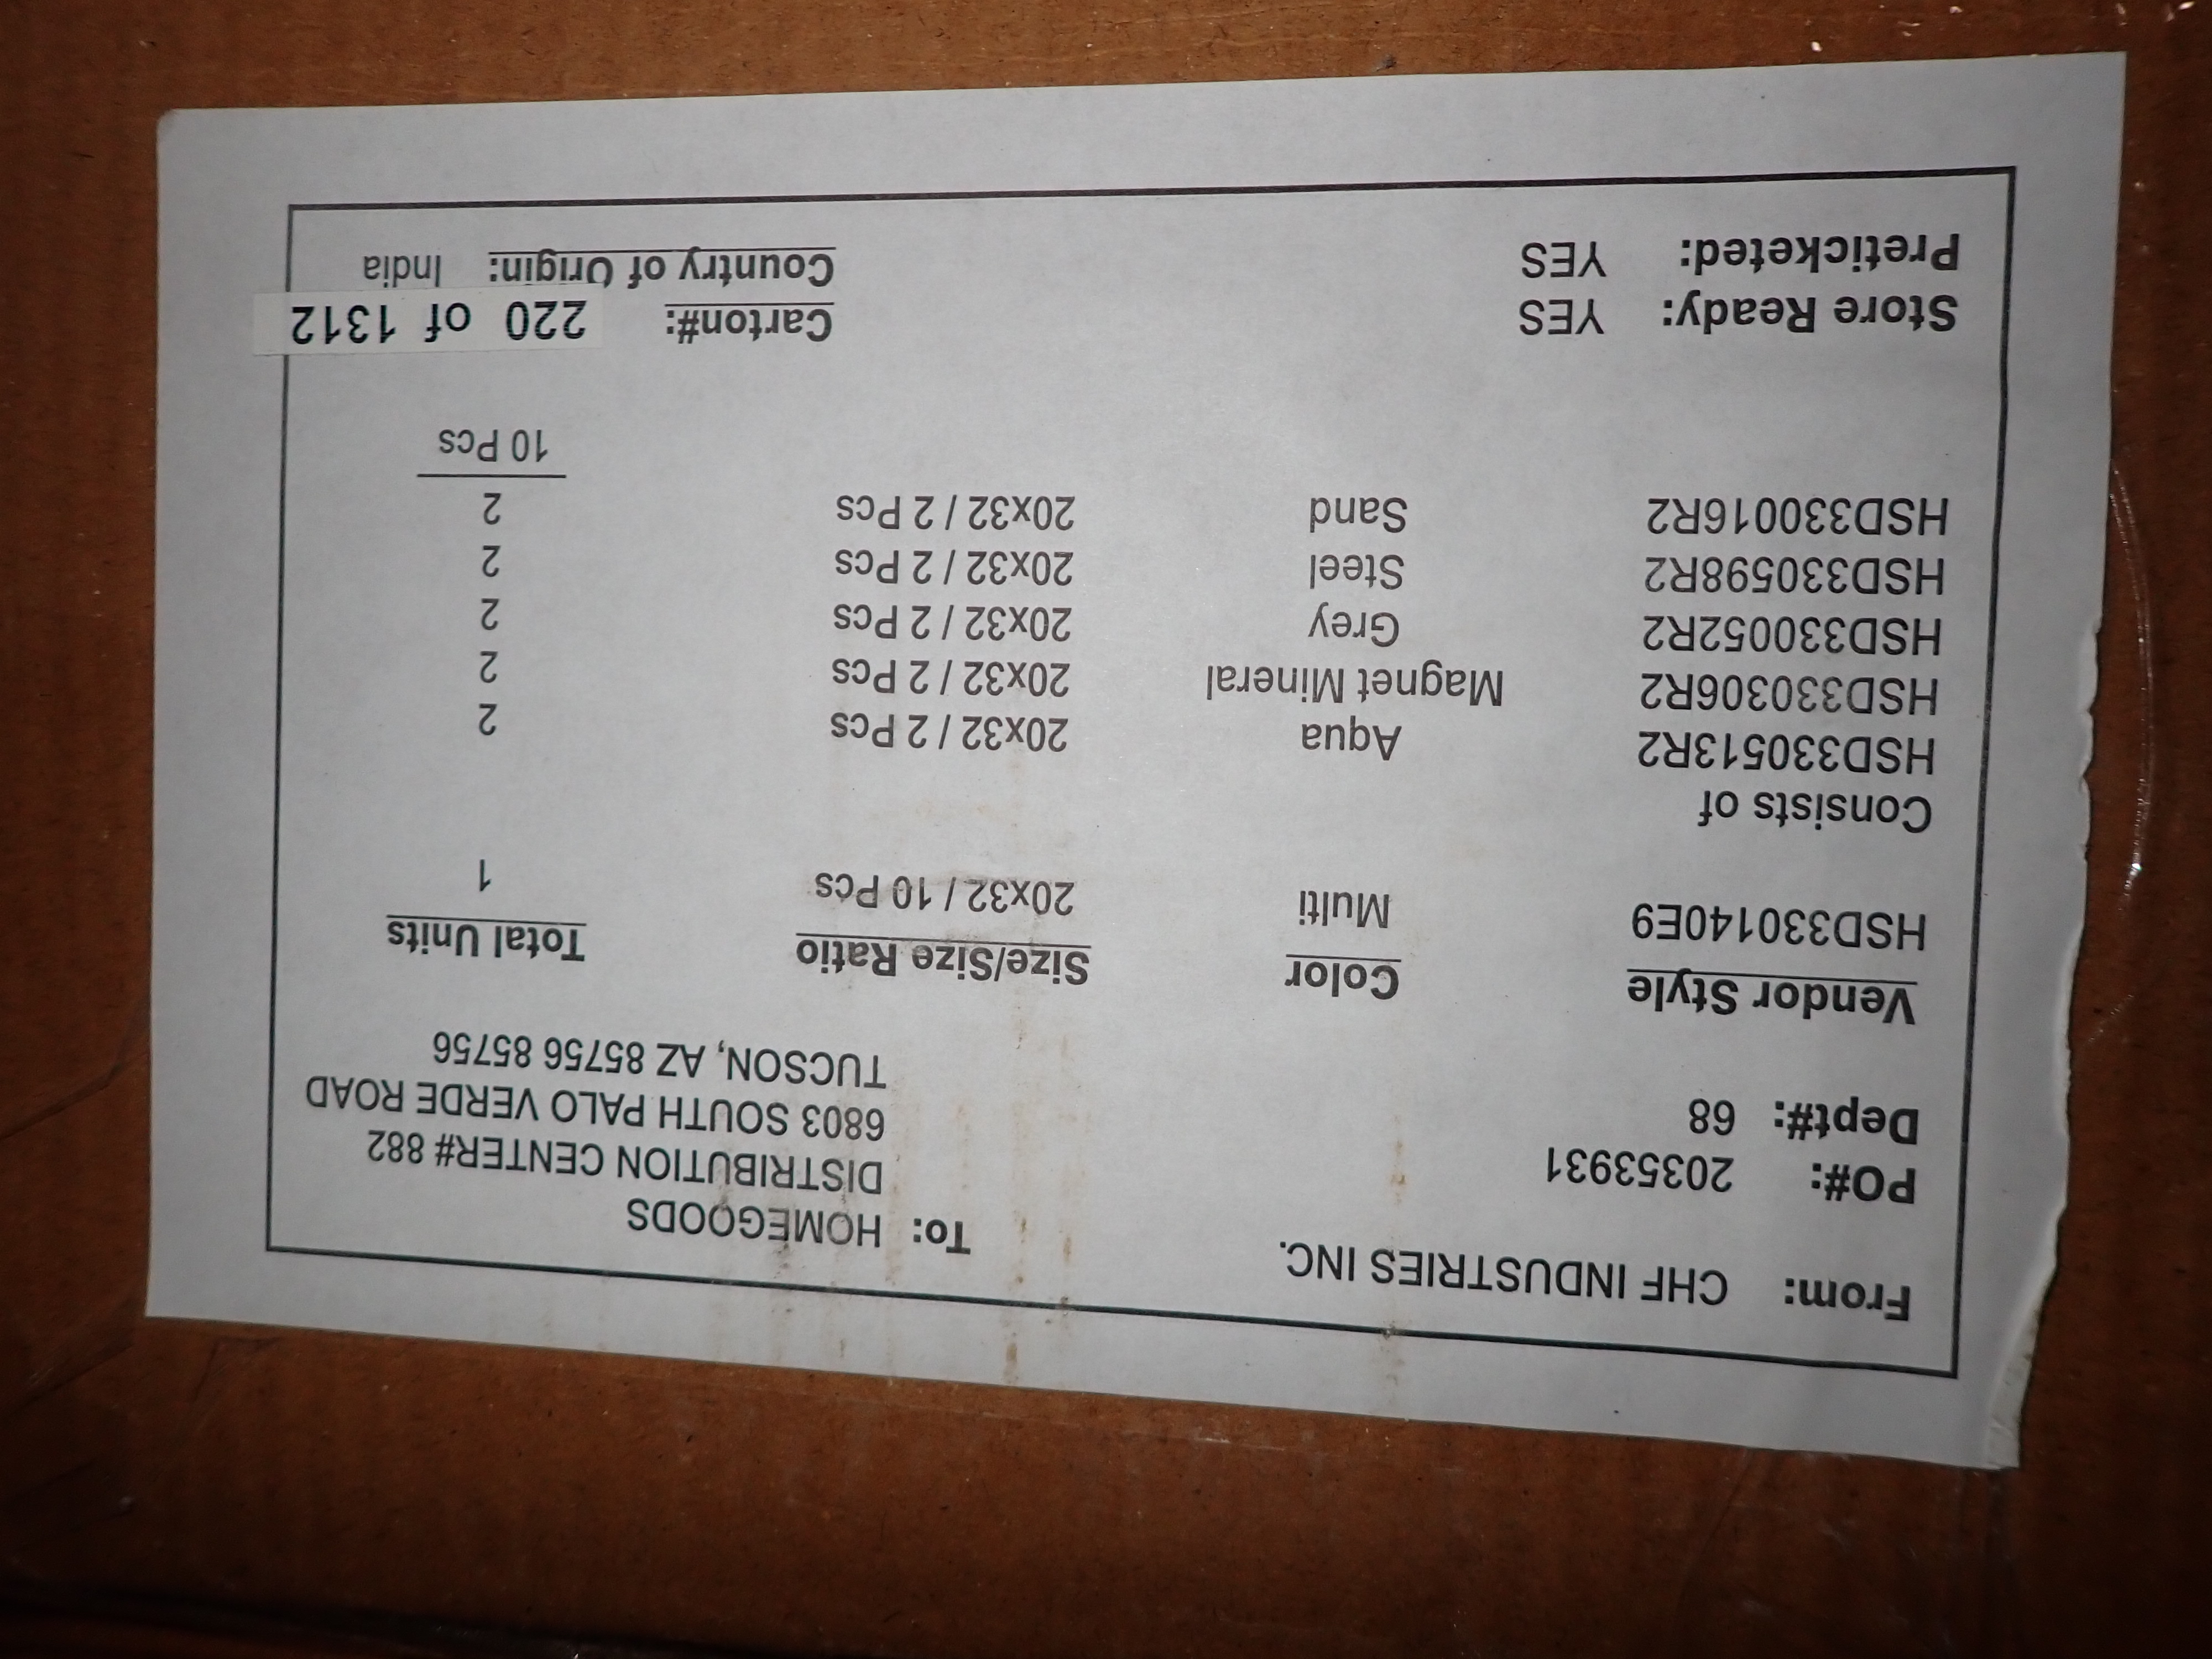 From: CHF INDUSTRIES INC.
To: HOMEGOODS
DISTRIBUTION CENTER# 882
6803 SOUTH PALO VERDE ROAD
TUCSON, AZ 85756 85756
PO#: 20353931
Dept#: 68
Vendor Style Color Size/Size Ratio Total Units
HSD330140E9 Multi 20x32 / 10 Pcs 1
Consists of
HSD330513R2 Aqua 20x32 / 2 Pcs 2
HSD330306R2 Magnet Mineral 20x32 / 2 Pcs 2
HSD330052R2 Grey 20x32 / 2 Pcs 2
HSD330598R2 Steel 20x32 / 2 Pcs 2
HSD330016R2 Sand 20x32 / 2 Pcs 2
10 Pcs
Store Ready: YES Carton#: 220 of 1312
Preticketed: YES Country of Origin: India